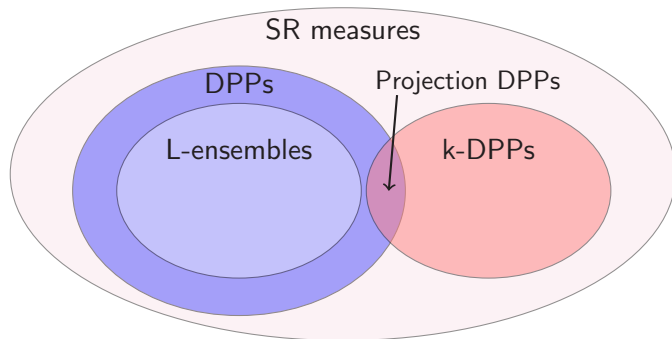 SR measures
DPPs
Projection DPPs
L-ensembles
k-DPPs